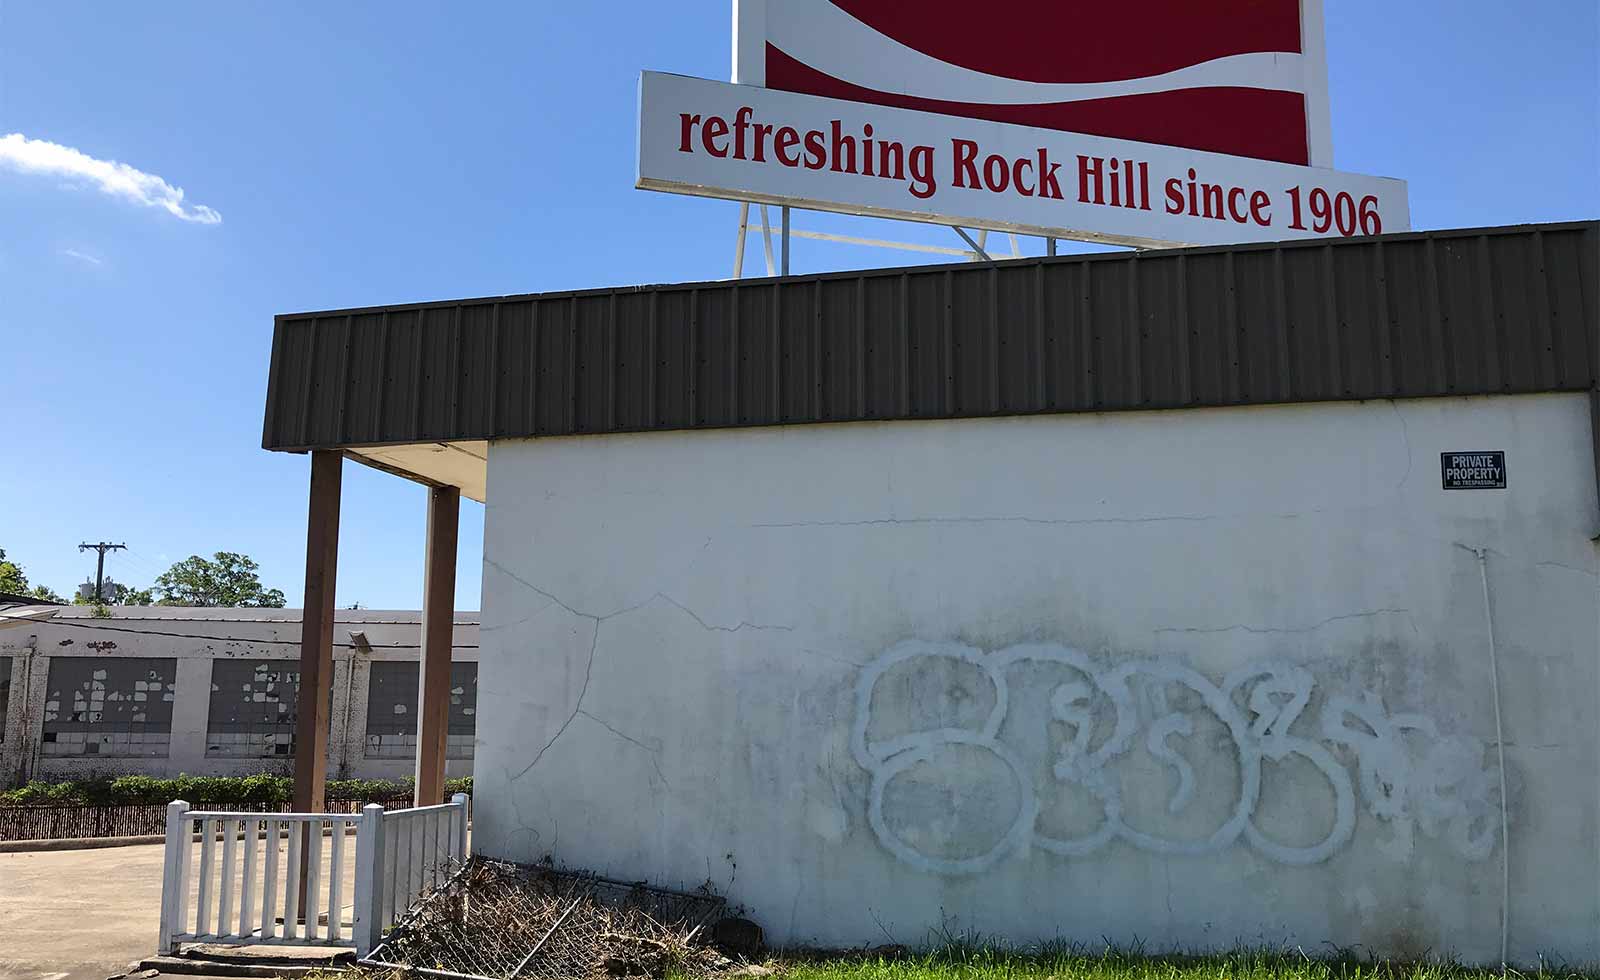 refreshing Rock Hill since 1906
PRIVATE
PROPERTY
NO TRESPASSING